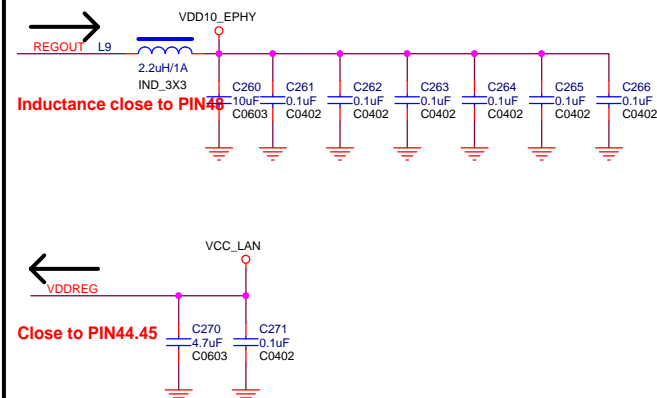 VDD10_EPHY
REGOUT L9
2.2uH/1A
IND_3X3
Inductance close to PIN48
C260
10uF
C0603
C261
0.1uF
C0402
C262
0.1uF
C0402
C263
0.1uF
C0402
C264
0.1uF
C0402
C265
0.1uF
C0402
C266
0.1uF
C0402
VCC_LAN
VDDREG
Close to PIN44.45
C270
4.7uF
C0603
C271
0.1uF
C0402